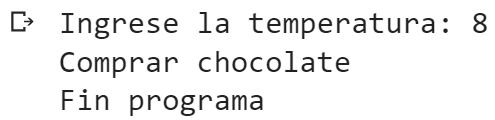 Ingrese la temperatura: 8
Comprar chocolate
Fin programa